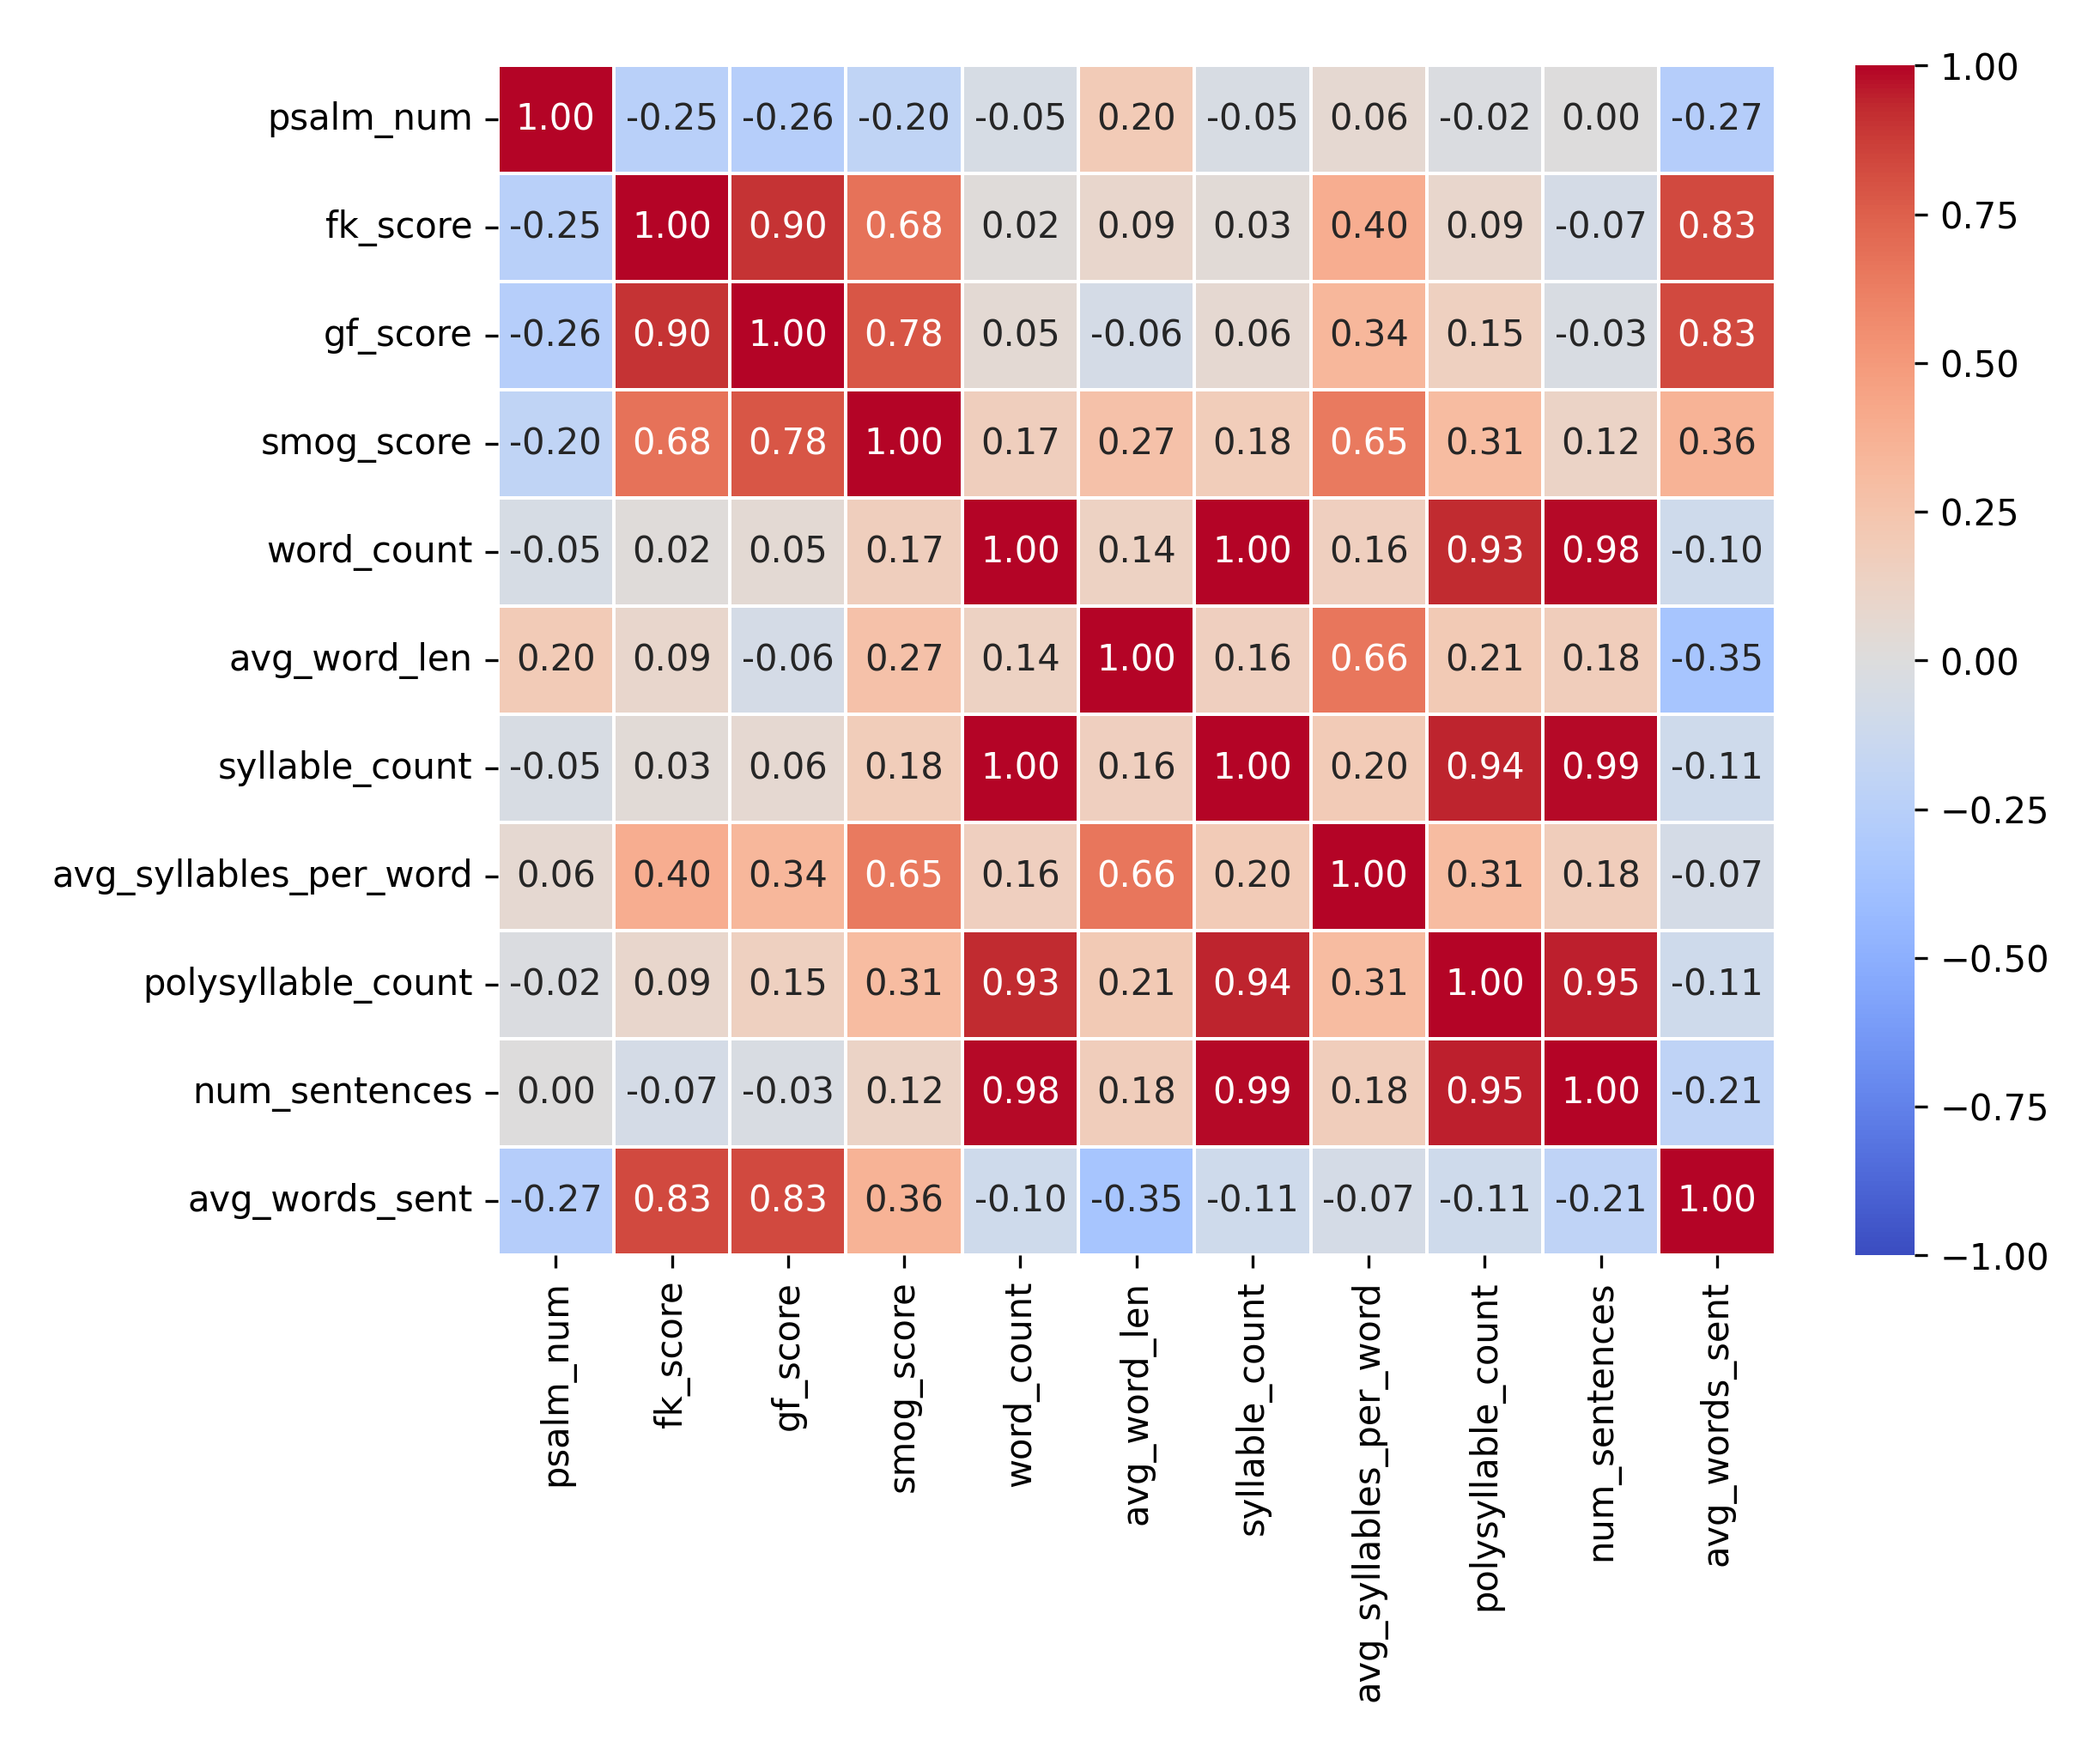 psalm_num 1.00 -0.25 -0.26 -0.20 -0.05 0.20 -0.05 0.06 -0.02 0.00 -0.27
fk_score -0.25 1.00 0.90 0.68 0.02 0.09 0.03 0.40 0.09 -0.07 0.83
gf_score -0.26 0.90 1.00 0.78 0.05 -0.06 0.06 0.34 0.15 -0.03 0.83
smog_score -0.20 0.68 0.78 1.00 0.17 0.27 0.18 0.65 0.31 0.12 0.36
word_count -0.05 0.02 0.05 0.17 1.00 0.14 1.00 0.16 0.93 0.98 -0.10
avg_word_len 0.20 0.09 -0.06 0.27 0.14 1.00 0.16 0.66 0.21 0.18 -0.35
syllable_count -0.05 0.03 0.06 0.18 1.00 0.16 1.00 0.20 0.94 0.99 -0.11
avg_syllables_per_word 0.06 0.40 0.34 0.65 0.16 0.66 0.20 1.00 0.31 0.18 -0.07
polysyllable_count -0.02 0.09 0.15 0.31 0.93 0.21 0.94 0.31 1.00 0.95 -0.11
num_sentences 0.00 -0.07 -0.03 0.12 0.98 0.18 0.99 0.18 0.95 1.00 -0.21
avg_words_sent -0.27 0.83 0.83 0.36 -0.10 -0.35 -0.11 -0.07 -0.11 -0.21 1.00
psalm_num
fk_score
gf_score
smog_score
word_count
avg_word_len
syllable_count
avg_syllables_per_word
polysyllable_count
num_sentences
avg_words_sent
1.00
0.75
0.50
0.25
0.00
−0.25
−0.50
−0.75
−1.00